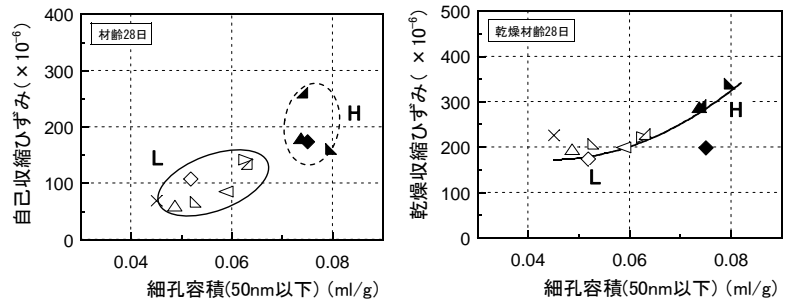 自己収縮ひずみ(×10⁻⁶)
400
300
200
100
0
材齢28日
L
H
0.04 0.06 0.08
細孔容積(50nm以下) (ml/g)
乾燥収縮ひずみ(×10⁻⁶)
500
400
300
200
100
0
乾燥材齢28日
H
L
0.04 0.06 0.08
細孔容積(50nm以下) (ml/g)